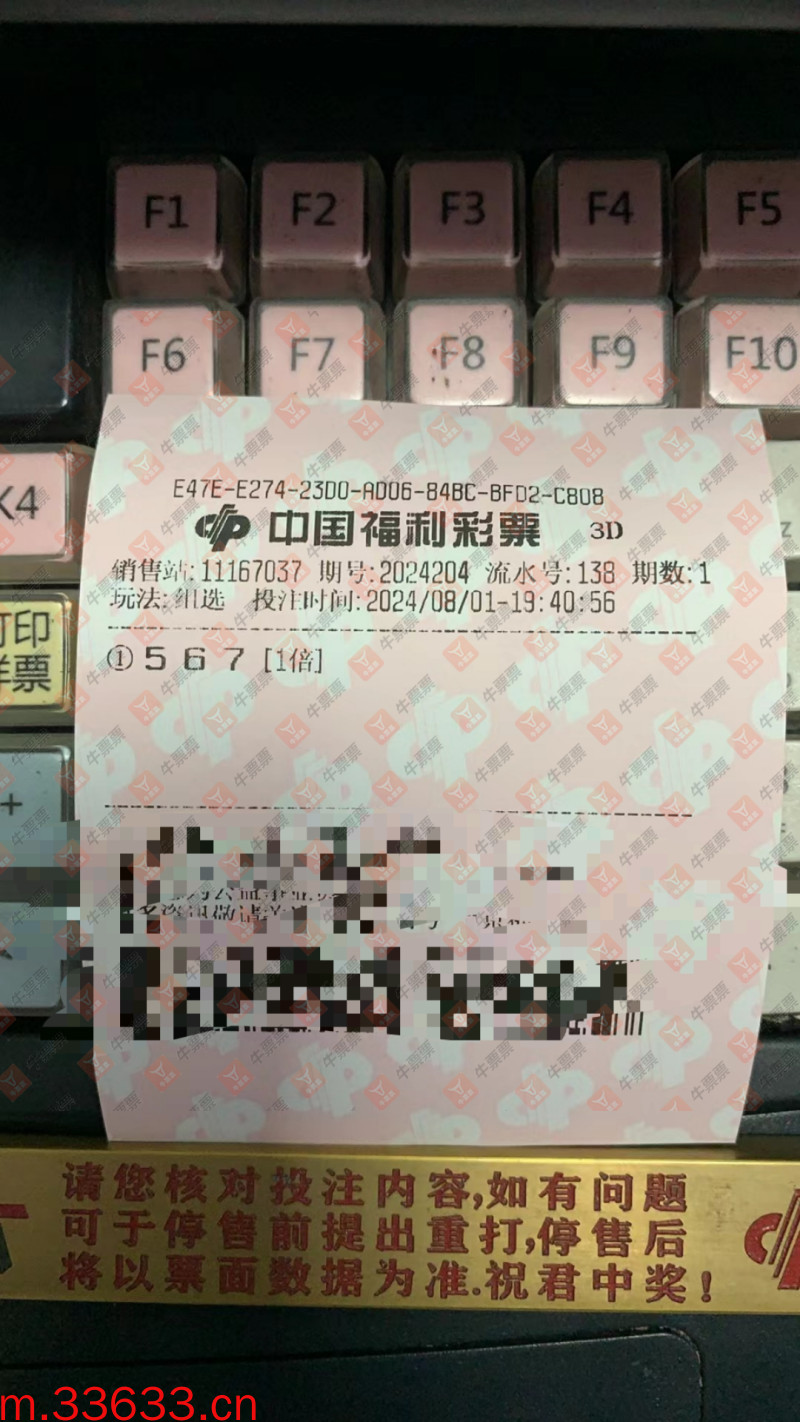 F1 F2 F3 F4 F5
F6 F7 F8 F9 F10
K4
E47E-E274-23D0-AD06-84BC-BFD2-C808
中国福利彩票 3D
销售站:11167037 期号:2024204 流水号:138 期数:1
玩法:组选 投注时间:2024/08/01-19:40:56
打印
样票
① 5 6 7 [1倍]
+
请您核对投注内容,如有问题
可于停售前提出重打,停售后
将以票面数据为准.祝君中奖!
m.33633.cn
牛票票